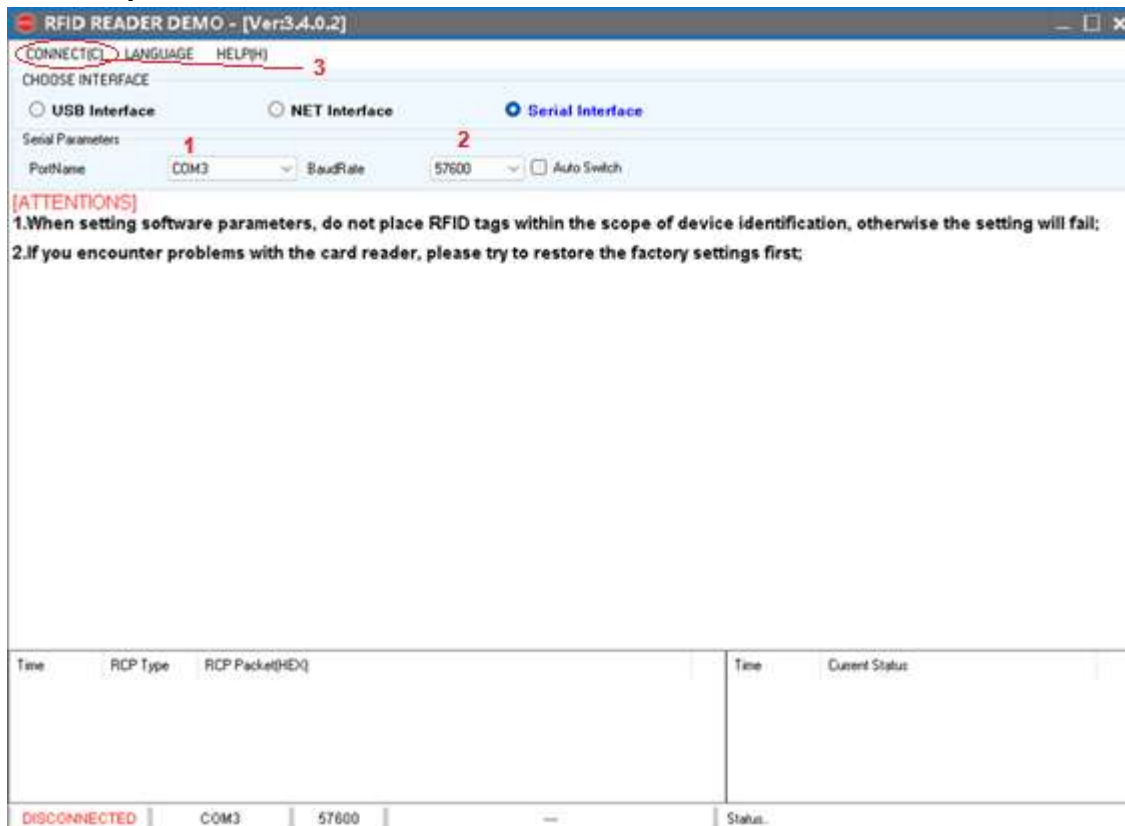 RFID READER DEMO - [Ver:3.4.0.2]
CONNECT(C) LANGUAGE HELP(H)
3
CHOOSE INTERFACE
USB Interface NET Interface Serial Interface
Serial Parameters
1 2
PortName COM3 BaudRate 57600 Auto Switch
[ATTENTIONS]
1.When setting software parameters, do not place RFID tags within the scope of device identification, otherwise the setting will fail;
2.If you encounter problems with the card reader, please try to restore the factory settings first;
Time RCP Type RCP Packet(HEX) Time Current Status
DISCONNECTED COM3 57600 --- Status..